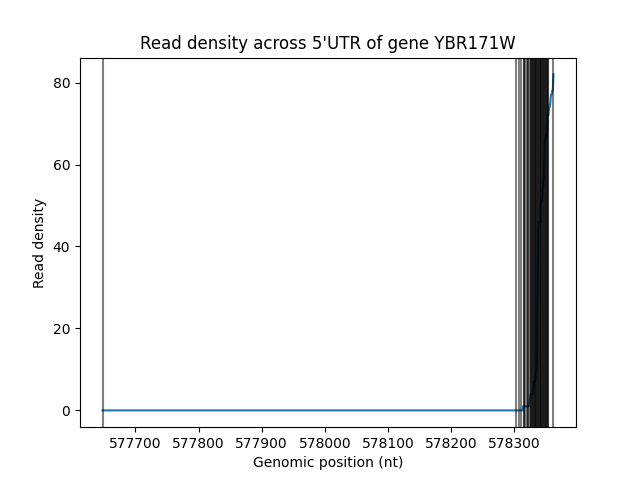 Read density across 5'UTR of gene YBR171W
80
60
40
20
0
Read density
577700 577800 577900 578000 578100 578200 578300
Genomic position (nt)